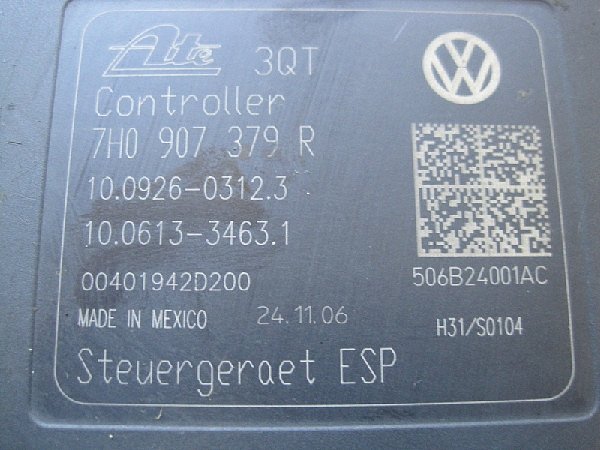 Ate 3QT
Controller
7H0 907 379 R
10.0926-0312.3
10.0613-3463.1
00401942D200
506B24001AC
MADE IN MEXICO 24.11.06
H31/S0104
Steuergeraet ESP